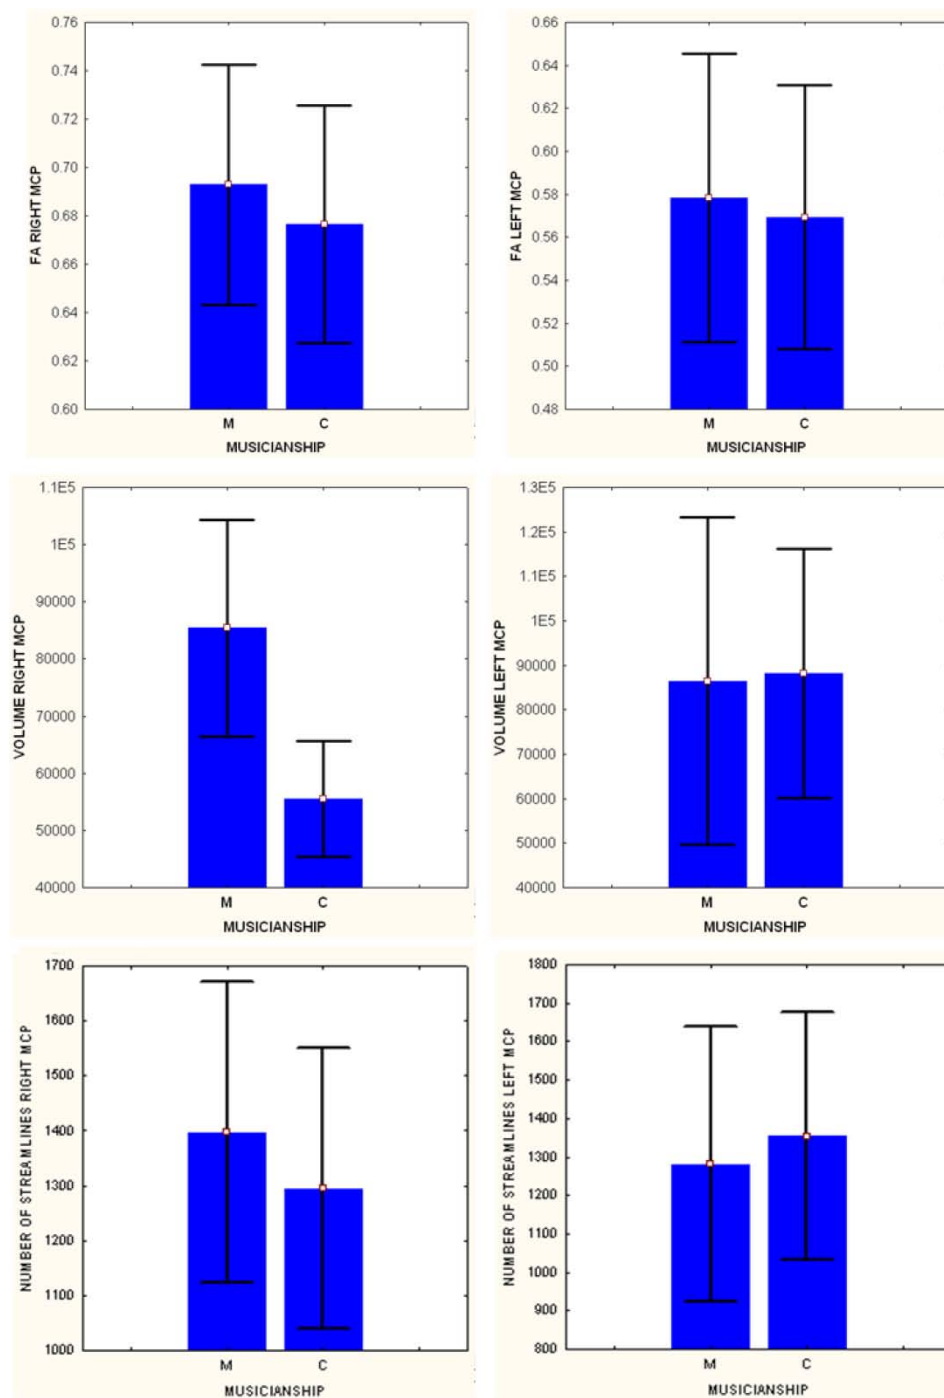 FA RIGHT MCP
0.76
0.74
0.72
0.70
0.68
0.66
0.64
0.62
0.60
M C
MUSICIANSHIP
FA LEFT MCP
0.66
0.64
0.62
0.60
0.58
0.56
0.54
0.52
0.50
0.48
M C
MUSICIANSHIP
VOLUME RIGHT MCP
1.1E5
1E5
90000
80000
70000
60000
50000
40000
M C
MUSICIANSHIP
VOLUME LEFT MCP
1.3E5
1.2E5
1.1E5
1E5
90000
80000
70000
60000
50000
40000
M C
MUSICIANSHIP
NUMBER OF STREAMLINES RIGHT MCP
1700
1600
1500
1400
1300
1200
1100
1000
M C
MUSICIANSHIP
NUMBER OF STREAMLINES LEFT MCP
1800
1700
1600
1500
1400
1300
1200
1100
1000
900
800
M C
MUSICIANSHIP